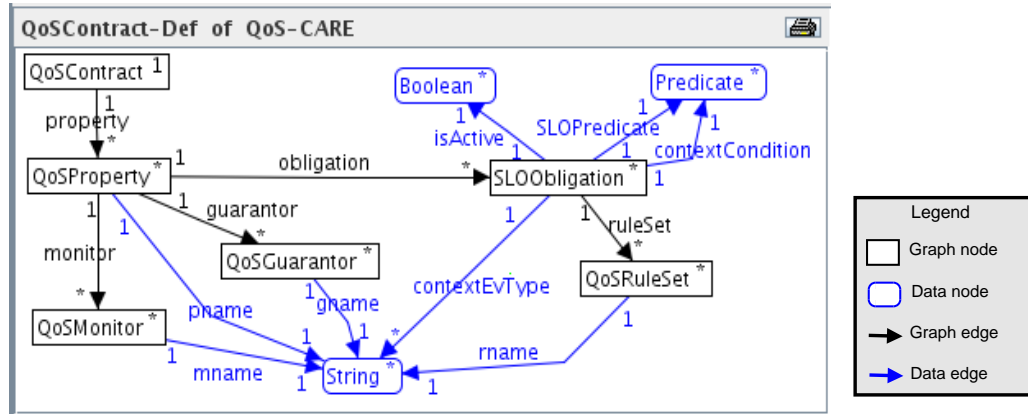 QoSContract-Def of QoS-CARE
QoSContract 1
Boolean *
Predicate *
1
property
*
1
isActive
1
SLOPredicate
1
1
1
contextCondition
1
QoSProperty *
1
obligation
*
SLOObligation *
1
1
monitor
*
1
1
guarantor
*
QoSGuarantor *
1
contextEvType
*
1
ruleSet
*
QoSRuleSet *
QoSMonitor *
1
mname
1
pname
1
1
gname
1
String *
rname
1
1
Legend
Graph node
Data node
Graph edge
Data edge